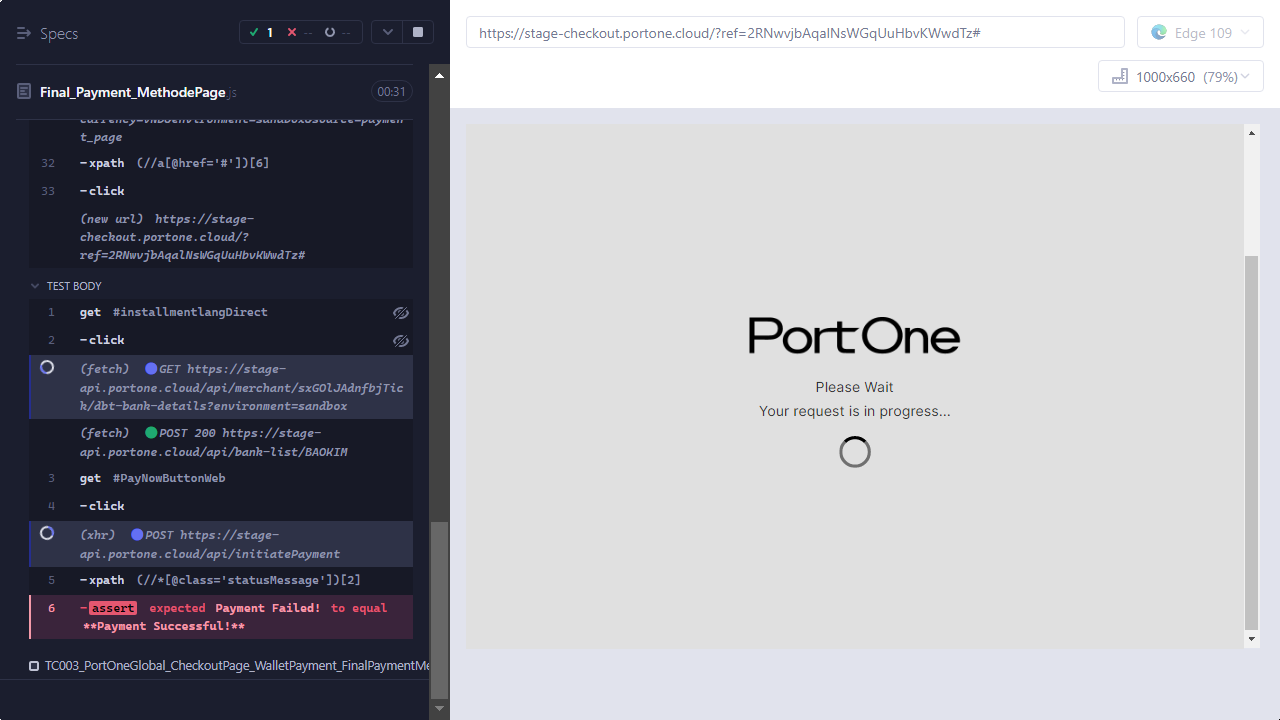 Specs
1
--
--
https://stage-checkout.portone.cloud/?ref=2RNwvjbAqalNsWGqUuHbvKWwdTz#
Edge 109
1000x660 (79%)
Final_Payment_MethodePage.js
00:31
currency=VND&environment=sandbox&source=paymen
t_page
32 -xpath (//a[@href='#'])[6]
33 -click
(new url) https://stage-
checkout.portone.cloud/?
ref=2RNwvjbAqalNsWGqUuHbvKWwdTz#
TEST BODY
1 get #installmentlangDirect
2 -click
(fetch) GET https://stage-
api.portone.cloud/api/merchant/sxGOlJAdnfbjTic
k/dbt-bank-details?environment=sandbox
(fetch) POST 200 https://stage-
api.portone.cloud/api/bank-list/BAOKIM
3 get #PayNowButtonWeb
4 -click
(xhr) POST https://stage-
api.portone.cloud/api/initiatePayment
5 -xpath (//*[@class='statusMessage'])[2]
6 -assert expected Payment Failed! to equal
**Payment Successful!**
TC003_PortOneGlobal_CheckoutPage_WalletPayment_FinalPaymentMe
PortOne
Please Wait
Your request is in progress...